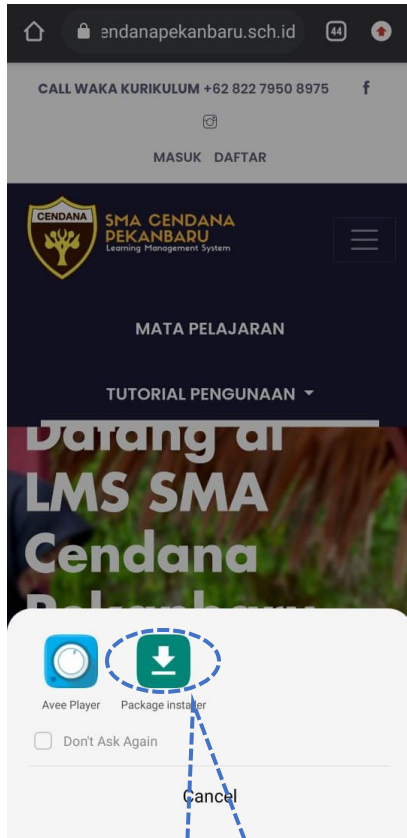 endanapekanbaru.sch.id
44
CALL WAKA KURIKULUM +62 822 7950 8975
f
MASUK DAFTAR
CENDANA
SMA CENDANA
PEKANBARU
Learning Management System
MATA PELAJARAN
TUTORIAL PENGUNAAN
Datang di
LMS SMA
Cendana
Pekanbaru
Avee Player
Package installer
Don't Ask Again
Cancel